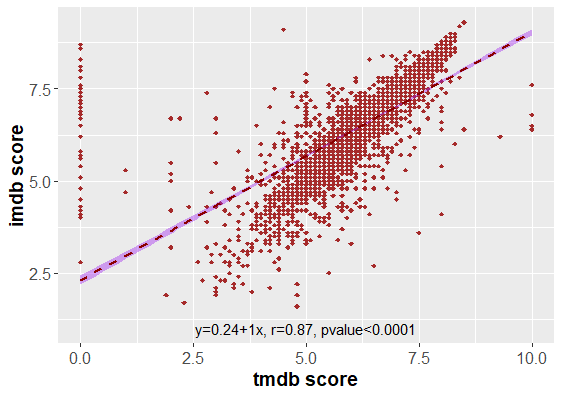 imdb score
7.5
5.0
2.5
y=0.24+1x, r=0.87, pvalue<0.0001
0.0 2.5 5.0 7.5 10.0
tmdb score